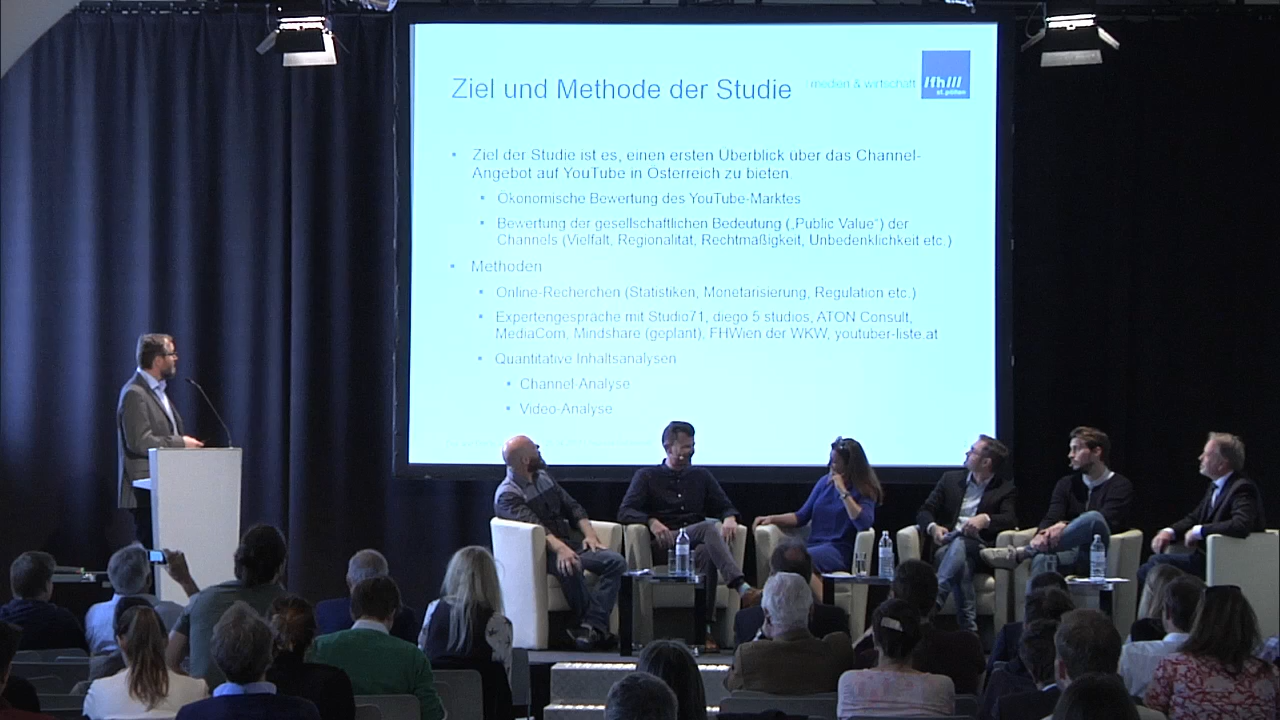 Ziel und Methode der Studie
medien & wirtschaft
/fh///
st.pölten
• Ziel der Studie ist es, einen ersten Überblick über das Channel-
Angebot auf YouTube in Österreich zu bieten.
• Ökonomische Bewertung des YouTube-Marktes
• Bewertung der gesellschaftlichen Bedeutung („Public Value“) der
Channels (Vielfalt, Regionalität, Rechtmäßigkeit, Unbedenklichkeit etc.)
• Methoden
• Online-Recherchen (Statistiken, Monetarisierung, Regulation etc.)
• Expertengespräche mit Studio71, diego 5 studios, ATON Consult,
MediaCom, Mindshare (geplant), FHWien der WKW, youtuber-liste.at
• Quantitative Inhaltsanalysen
• Channel-Analyse
• Video-Analyse